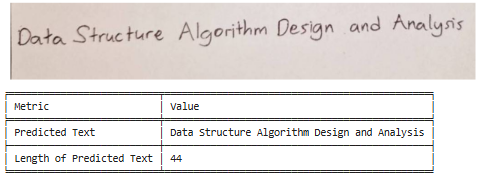 Data Structure Algorithm Design and Analysis
Metric Value
Predicted Text Data Structure Algorithm Design and Analysis
Length of Predicted Text 44